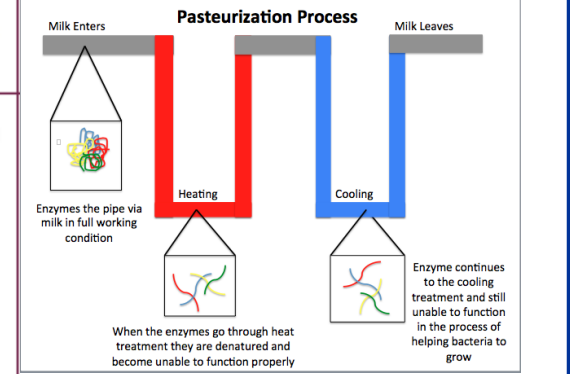 Pasteurization Process
Milk Enters
Milk Leaves
Heating
Cooling
Enzymes the pipe via
milk in full working
condition
When the enzymes go through heat
treatment they are denatured and
become unable to function properly
Enzyme continues
to the cooling
treatment and still
unable to function
in the process of
helping bacteria to
grow